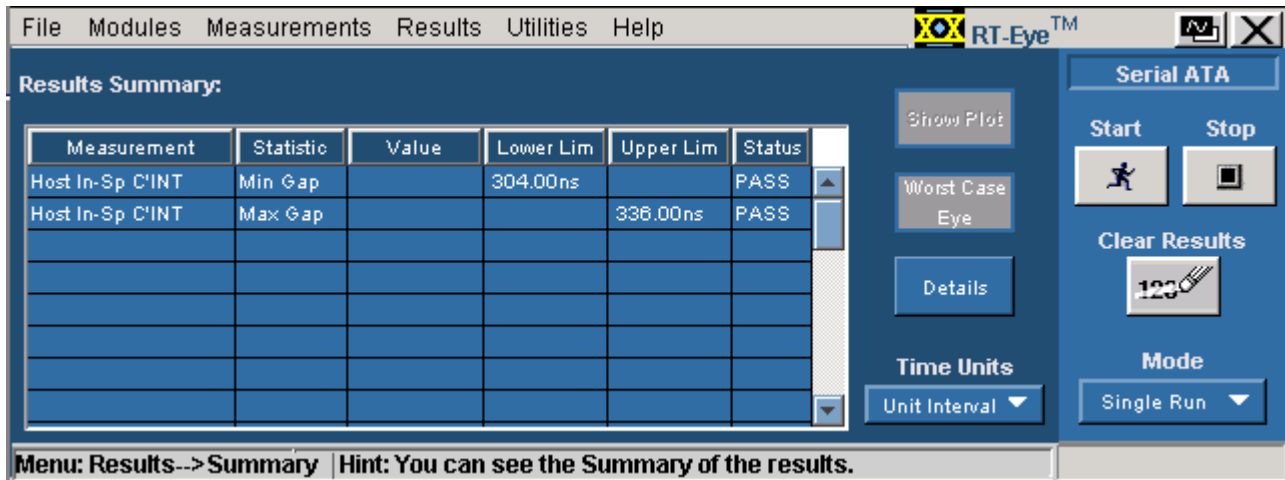 File Modules Measurements Results Utilities Help RT-Eye™
Results Summary:
Serial ATA
Measurement Statistic Value Lower Lim Upper Lim Status
Host In-Sp C'INT Min Gap 304.00ns PASS
Host In-Sp C'INT Max Gap 336.00ns PASS
Show Plot
Worst Case
Eye
Details
Time Units
Unit Interval
Start Stop
Clear Results
123
Mode
Single Run
Menu: Results-->Summary Hint: You can see the Summary of the results.